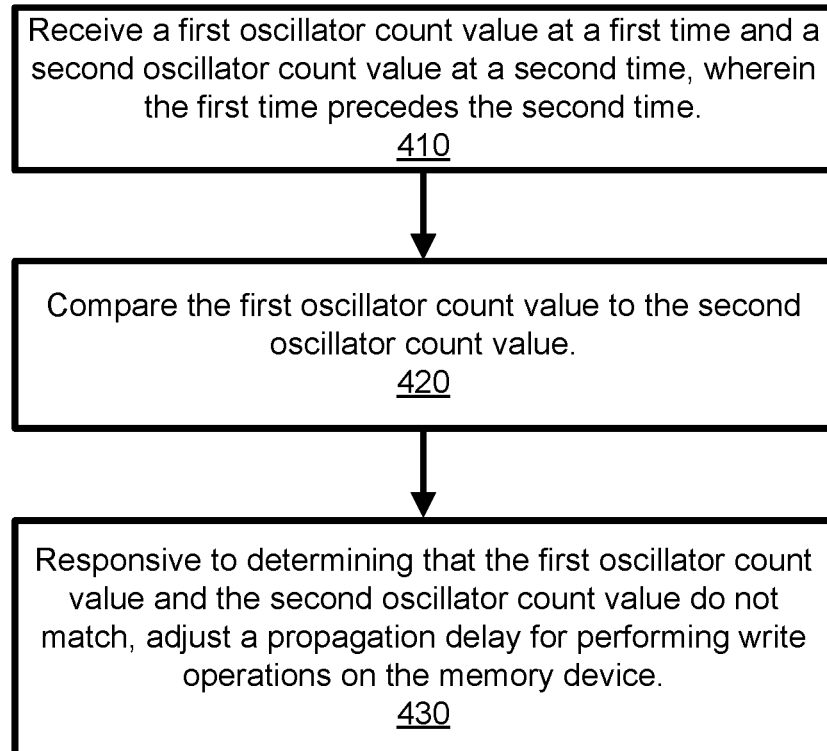 Receive a first oscillator count value at a first time and a
second oscillator count value at a second time, wherein
the first time precedes the second time.
410
Compare the first oscillator count value to the second
oscillator count value.
420
Responsive to determining that the first oscillator count
value and the second oscillator count value do not
match, adjust a propagation delay for performing write
operations on the memory device.
430